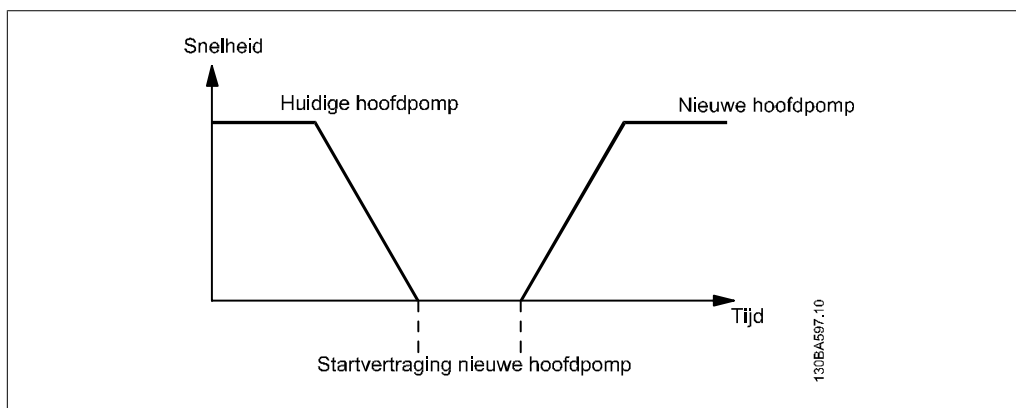 Snelheid
Huidige hoofdpomp
Nieuwe hoofdpomp
Tijd
Startvertraging nieuwe hoofdpomp
130BA597.10